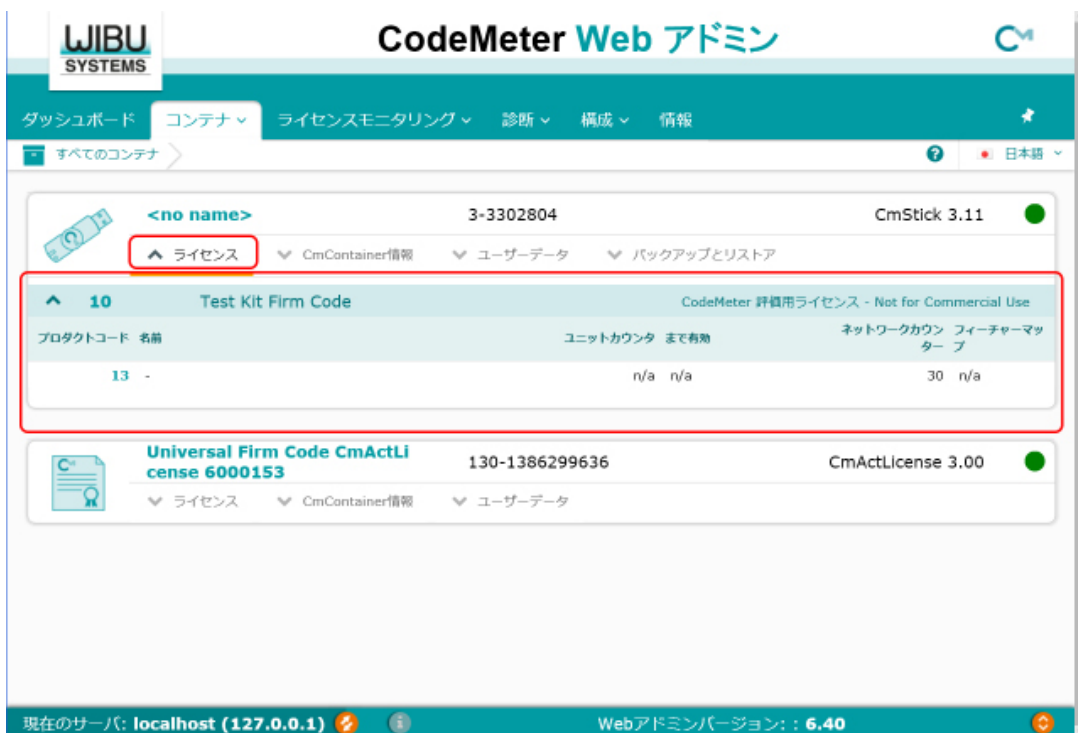 WIBU
SYSTEMS
CodeMeter Web アドミン
ダッシュボード コンテナ ライセンスモニタリング 診断 構成 情報
すべてのコンテナ 日本語
<no name> 3-3302804 CmStick 3.11
ライセンス CmContainer情報 ユーザーデータ バックアップとリストア
10 Test Kit Firm Code CodeMeter 評価用ライセンス - Not for Commercial Use
プロダクトコード 名前 ユニットカウンタ まで有効 ネットワークカウン フィーチャーマッ
ター プ
13 - n/a n/a 30 n/a
Universal Firm Code CmActLi 130-1386299636 CmActLicense 3.00
cense 6000153
ライセンス CmContainer情報 ユーザーデータ
現在のサーバ: localhost (127.0.0.1) Webアドミンバージョン: : 6.40